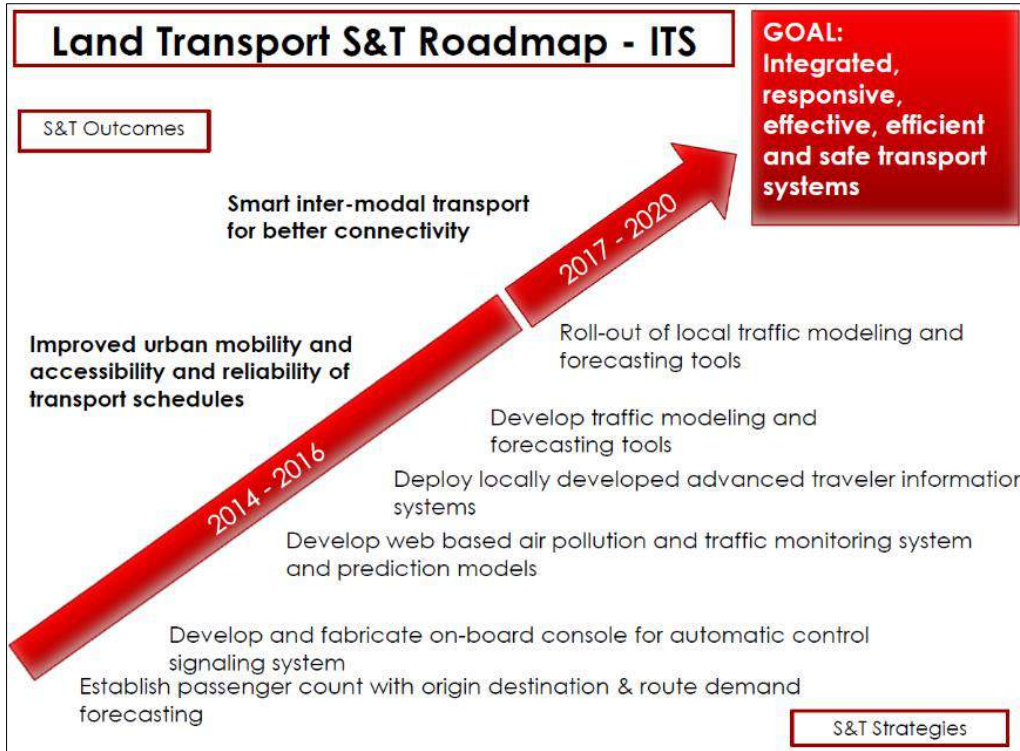 Land Transport S&T Roadmap - ITS
GOAL:
Integrated,
responsive,
effective, efficient
and safe transport
systems
S&T Outcomes
Smart inter-modal transport
for better connectivity
2017 - 2020
Improved urban mobility and
accessibility and reliability of
transport schedules
Roll-out of local traffic modeling and
forecasting tools
Develop traffic modeling and
forecasting tools
2014 - 2016
Deploy locally developed advanced traveler information
systems
Develop web based air pollution and traffic monitoring system
and prediction models
Develop and fabricate on-board console for automatic control
signaling system
Establish passenger count with origin destination & route demand
forecasting
S&T Strategies